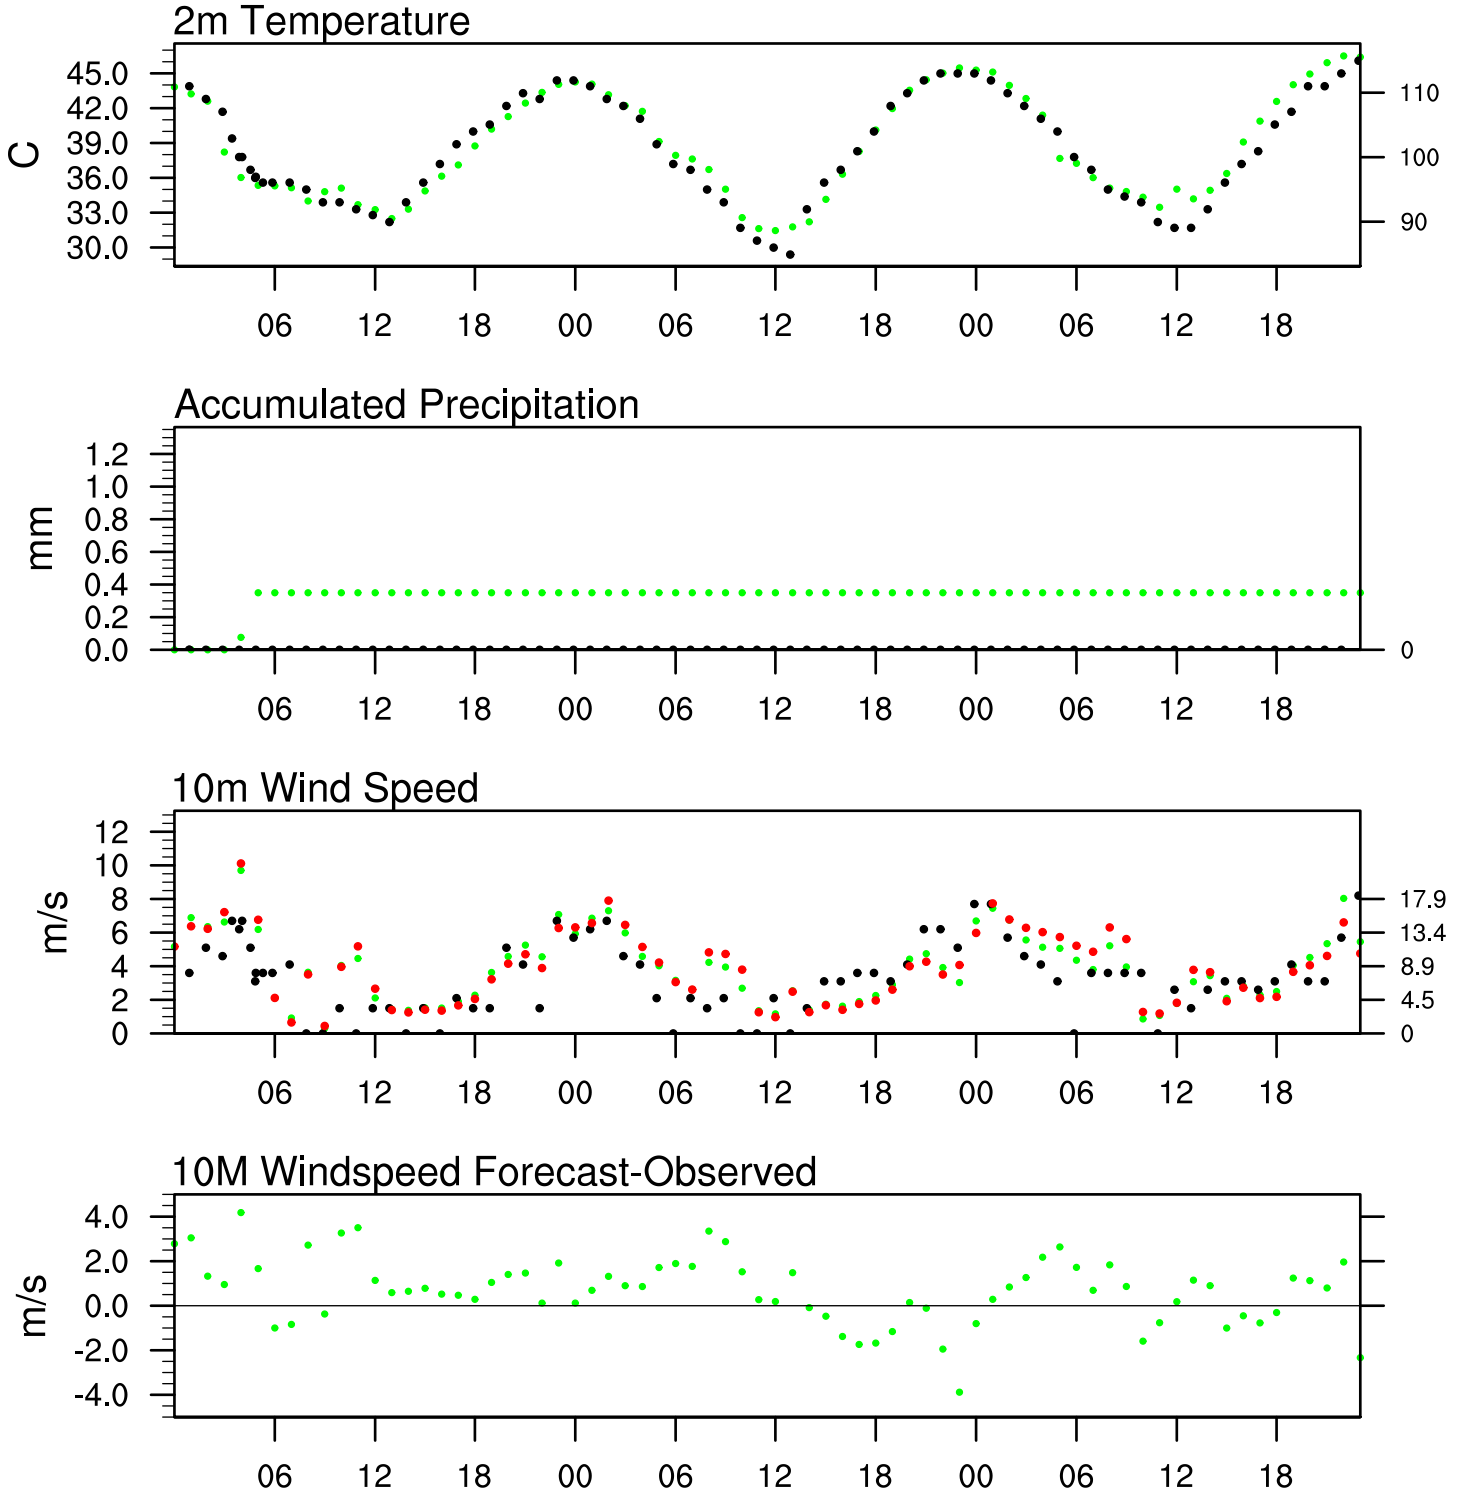 2m Temperature
45.0
42.0
39.0
36.0
33.0
30.0
C
110
100
90
06 12 18 00 06 12 18 00 06 12 18
Accumulated Precipitation
1.2
1.0
0.8
0.6
0.4
0.2
0.0
mm
0
06 12 18 00 06 12 18 00 06 12 18
10m Wind Speed
12
10
8
6
4
2
0
m/s
17.9
13.4
8.9
4.5
0
06 12 18 00 06 12 18 00 06 12 18
10M Windspeed Forecast-Observed
4.0
2.0
0.0
-2.0
-4.0
m/s
06 12 18 00 06 12 18 00 06 12 18